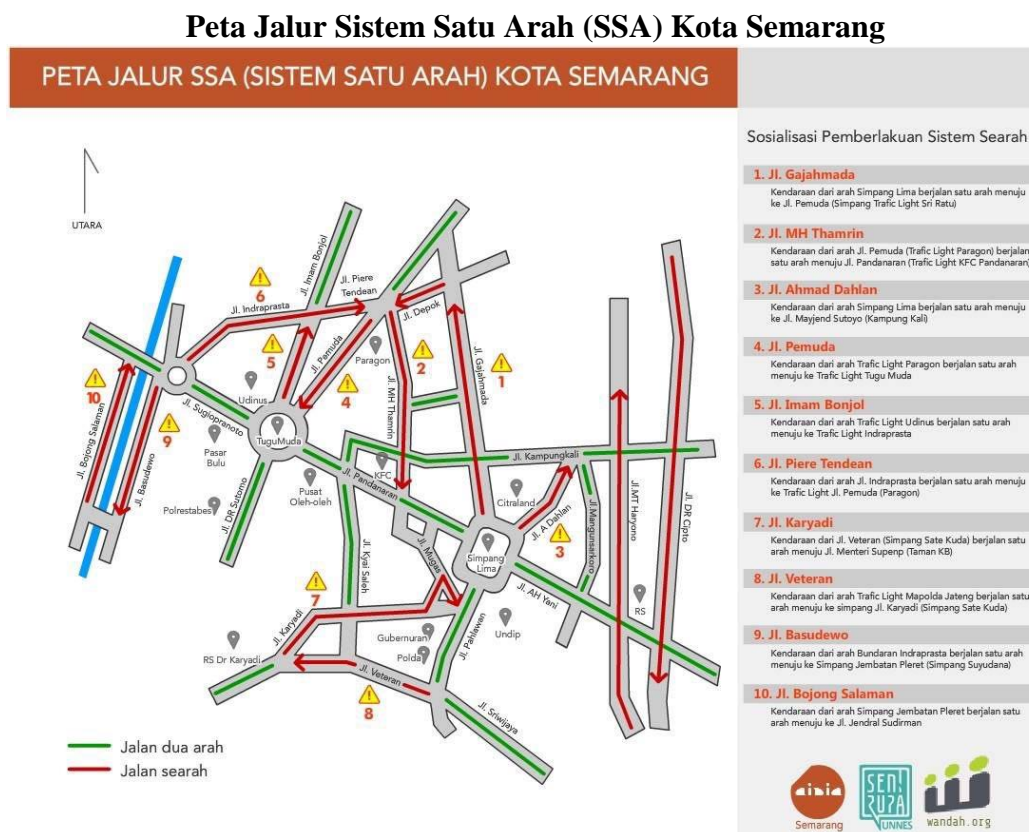 Peta Jalur Sistem Satu Arah (SSA) Kota Semarang
PETA JALUR SSA (SISTEM SATU ARAH) KOTA SEMARANG
UTARA
Jl. Imam Bonjol
Jl. Piere
Tendean
6
Jl. Indraprasta
5
Jl. Pemuda
Jl. Depok
Paragon
2
4
Jl. MH Thamrin
Jl. Gajahmada
1
10
Jl. Bojong Salaman
9
Jl. Basudewo
Jl. Sugiopranoto
Udinus
TuguMuda
Pasar
Bulu
Polrestabes
Jl. DR Sutomo
Pusat
Oleh-oleh
Jl. Pandanaran
KFC
Jl. Kampungkali
Citraland
Jl. A Dahlan
3
Jl.Mangunsarkoro
Jl.MT Haryono
Jl.DR Cipto
Simpang
Lima
Jl. Mugas
Jl. Kyai Saleh
Jl. AH Yani
RS
7
Jl. Karyadi
RS Dr Karyadi
Gubernuran
Polda
Jl. Pahlawan
Undip
Jl. Veteran
8
Jl. Sriwijaya
Jalan dua arah
Jalan searah
Sosialisasi Pemberlakuan Sistem Searah
1. Jl. Gajahmada
Kendaraan dari arah Simpang Lima berjalan satu arah menuju
ke Jl. Pemuda (Simpang Trafic Light Sri Ratu)
2. Jl. MH Thamrin
Kendaraan dari arah Jl. Pemuda (Trafic Light Paragon) berjalan
satu arah menuju Jl. Pandanaran (Trafic Light KFC Pandanaran)
3. Jl. Ahmad Dahlan
Kendaraan dari arah Simpang Lima berjalan satu arah menuju
ke Jl. Mayjend Sutoyo (Kampung Kali)
4. Jl. Pemuda
Kendaraan dari arah Trafic Light Paragon berjalan satu arah
menuju ke Trafic Light Tugu Muda
5. Jl. Imam Bonjol
Kendaraan dari arah Trafic Light Udinus berjalan satu arah
menuju ke Trafic Light Indraprasta
6. Jl. Piere Tendean
Kendaraan dari arah Jl. Indraprasta berjalan satu arah menuju
ke Trafic Light Jl. Pemuda (Paragon)
7. Jl. Karyadi
Kendaraan dari Jl. Veteran (Simpang Sate Kuda) berjalan satu
arah menuju Jl. Menteri Supenp (Taman KB)
8. Jl. Veteran
Kendaraan dari arah Trafic Light Mapolda Jateng berjalan satu
arah menuju ke simpang Jl. Karyadi (Simpang Sate Kuda)
9. Jl. Basudewo
Kendaraan dari arah Bundaran Indraprasta berjalan satu arah
menuju ke Simpang Jembatan Pleret (Simpang Suyudana)
10. Jl. Bojong Salaman
Kendaraan dari arah Simpang Jembatan Pleret berjalan satu
arah menuju ke Jl. Jendral Sudirman
Semarang
SENI
RUPA
UNNES
wandah.org